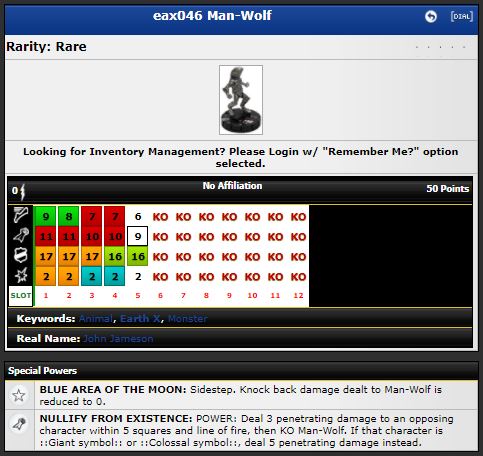 eax046 Man-Wolf
[DIAL]
Rarity: Rare
Looking for Inventory Management? Please Login w/ "Remember Me?" option
selected.
0 No Affiliation 50 Points
9 8 7 7 6 KO KO KO KO KO KO KO
11 11 10 10 9 KO KO KO KO KO KO KO
17 17 17 16 16 KO KO KO KO KO KO KO
2 2 2 2 2 KO KO KO KO KO KO KO
SLOT 1 2 3 4 5 6 7 8 9 10 11 12
Keywords: Animal, Earth X, Monster
Real Name: John Jameson
Special Powers
BLUE AREA OF THE MOON: Sidestep. Knock back damage dealt to Man-Wolf is
reduced to 0.
NULLIFY FROM EXISTENCE: POWER: Deal 3 penetrating damage to an opposing
character within 5 squares and line of fire, then KO Man-Wolf. If that character is
::Giant symbol:: or ::Colossal symbol::, deal 5 penetrating damage instead.